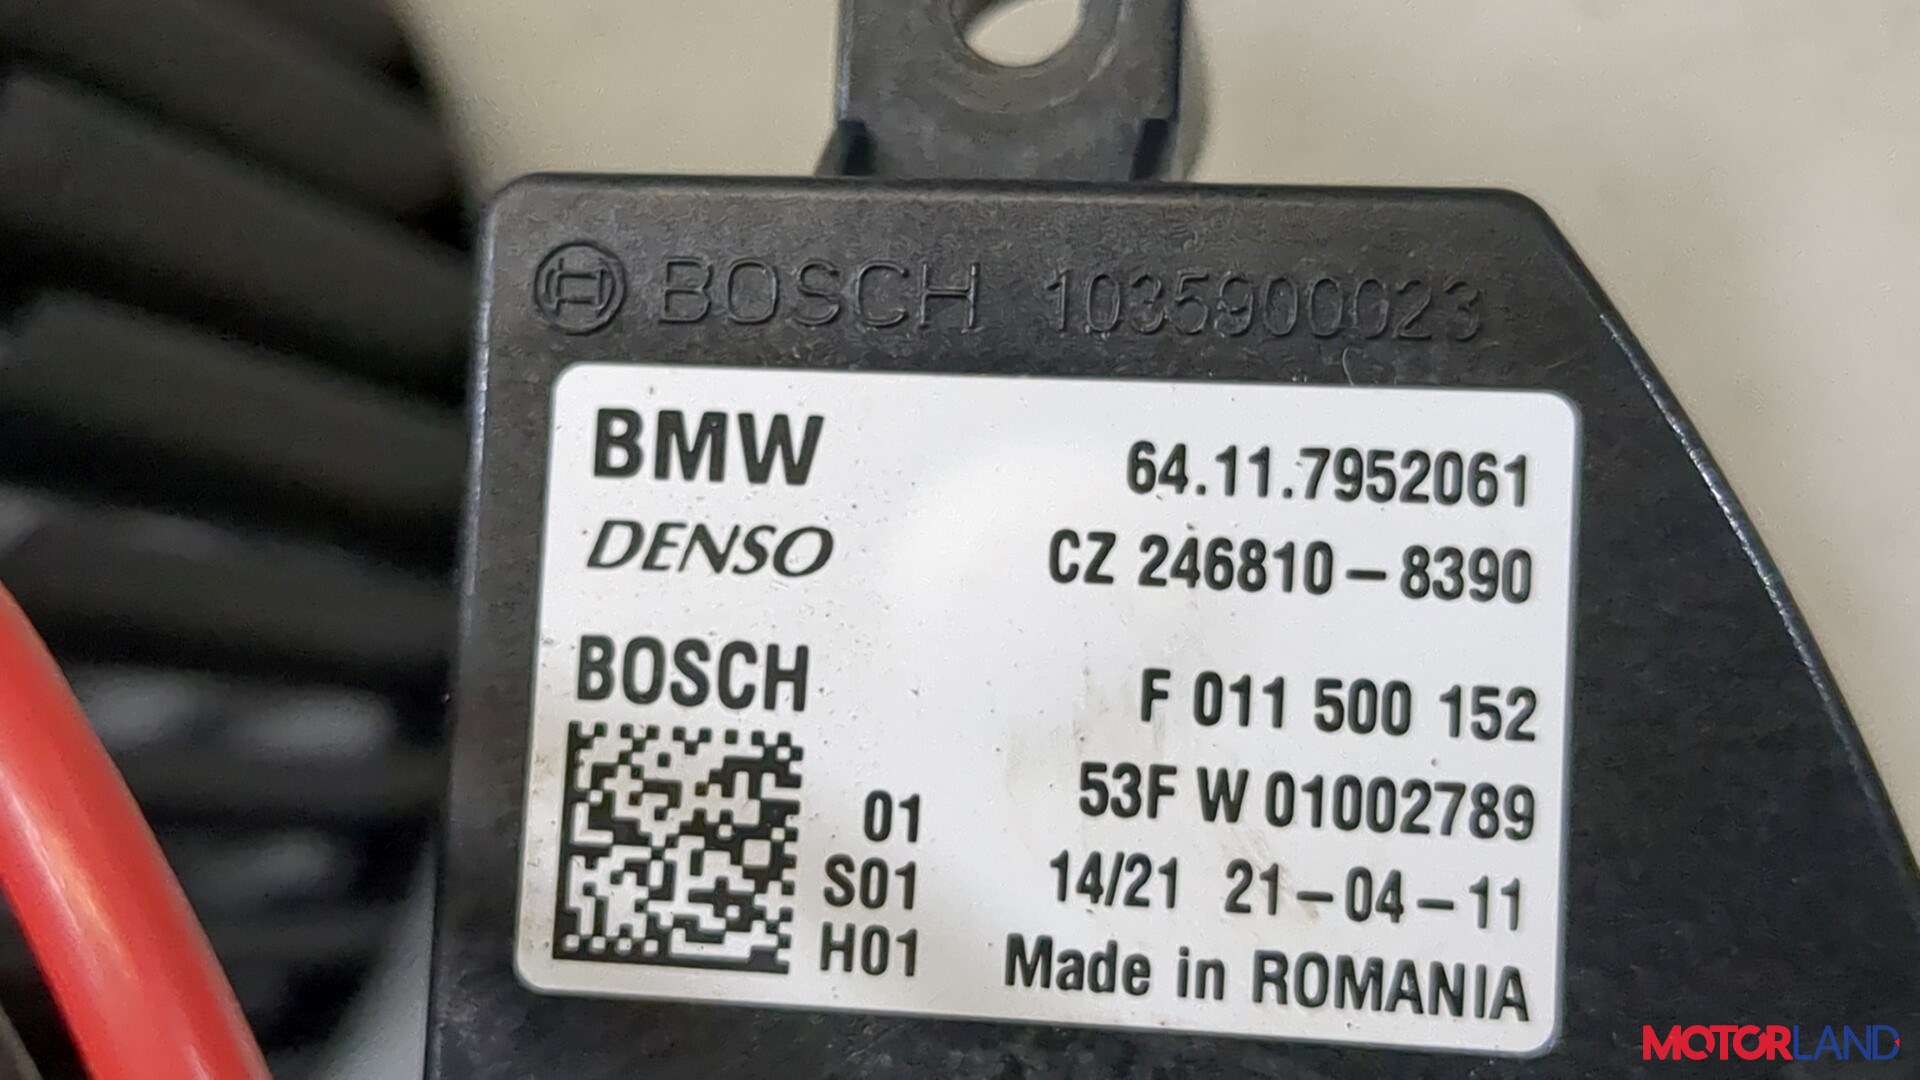 BOSCH 1035900023
BMW 64.11.7952061
DENSO CZ 246810-8390
BOSCH F 011 500 152
01 53F W 01002789
S01 14/21 21-04-11
H01 Made in ROMANIA
MOTORLAND